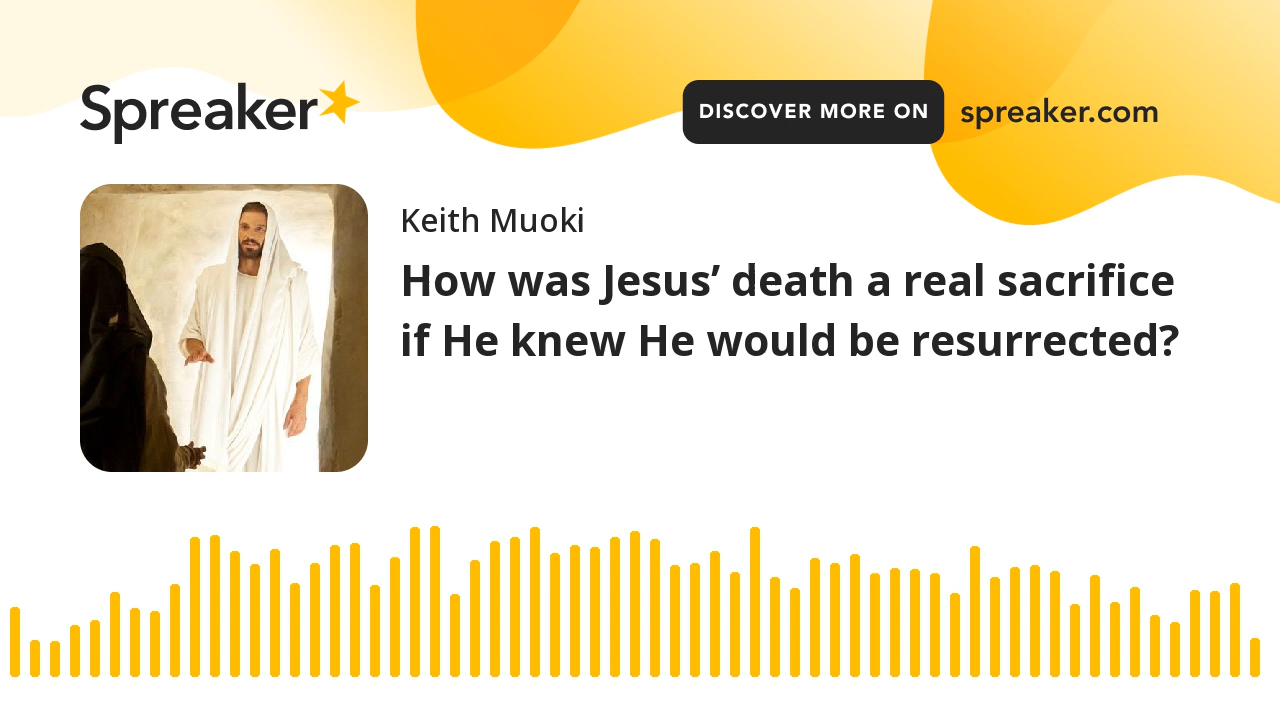 Spreaker
DISCOVER MORE ON
spreaker.com
Keith Muoki
How was Jesus’ death a real sacrifice
if He knew He would be resurrected?